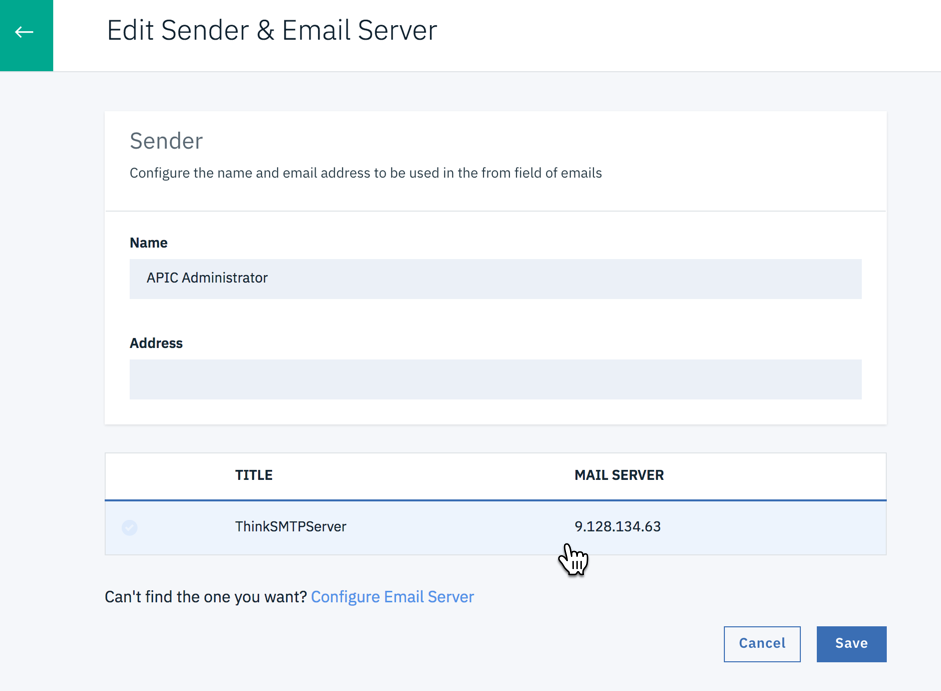 Edit Sender & Email Server
Sender
Configure the name and email address to be used in the from field of emails
Name
APIC Administrator
Address
TITLE MAIL SERVER
ThinkSMTPServer 9.128.134.63
Can't find the one you want? Configure Email Server
Cancel Save